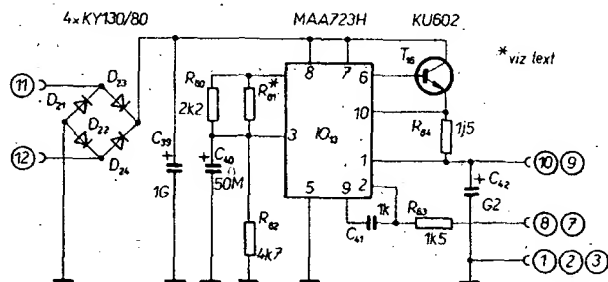 4xKY130/80
MAA723H
KU602
T16
* viz text
11
D23
D21
D22
12
D24
R80
2k2
R81*
8
7
6
10
3
IO13
R84
1j5
1
C39
+
1G
C40
+
50M
R82
4k7
5
9
2
C41
1k
R83
1k5
+
C42
G2
10
9
8
7
1
2
3